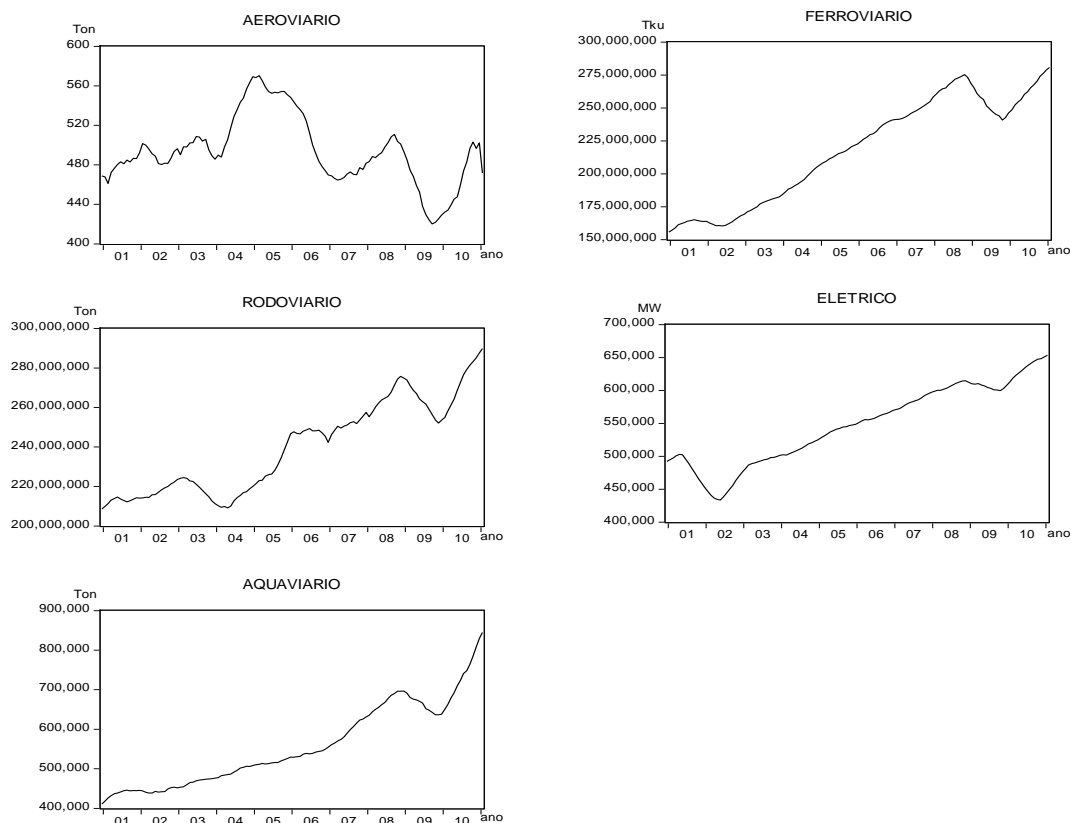 AEROVIARIO
Ton
600
560
520
480
440
400
01 02 03 04 05 06 07 08 09 10 ano
FERROVIARIO
Tku
300,000,000
275,000,000
250,000,000
225,000,000
200,000,000
175,000,000
150,000,000
01 02 03 04 05 06 07 08 09 10 ano
RODOVIARIO
Ton
300,000,000
280,000,000
260,000,000
240,000,000
220,000,000
200,000,000
01 02 03 04 05 06 07 08 09 10 ano
ELETRICO
MW
700,000
650,000
600,000
550,000
500,000
450,000
400,000
01 02 03 04 05 06 07 08 09 10 ano
AQUAVIARIO
Ton
900,000
800,000
700,000
600,000
500,000
400,000
01 02 03 04 05 06 07 08 09 10 ano